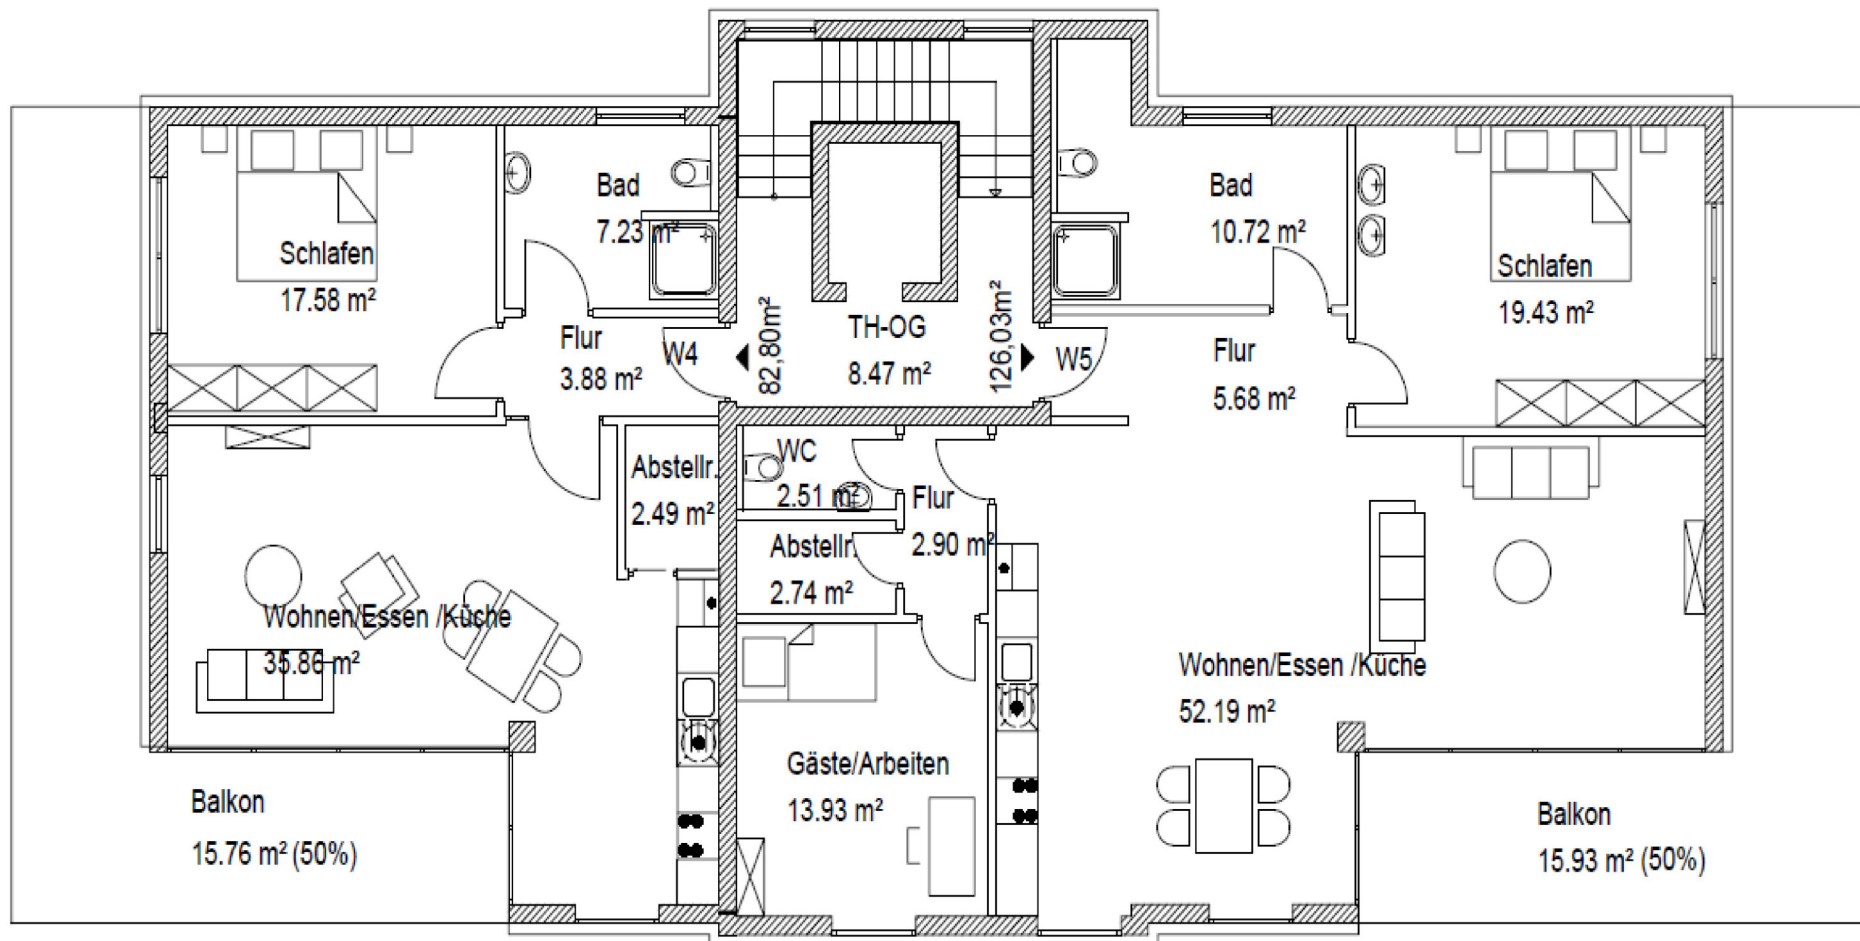 Schlafen
17.58 m²
Bad
7.23 m²
Flur
3.88 m²
W4
82,80m²
TH-OG
8.47 m²
126,03m²
W5
Bad
10.72 m²
Flur
5.68 m²
Schlafen
19.43 m²
Abstellr.
2.49 m²
WC
2.51 m²
Flur
2.90 m²
Abstellr.
2.74 m²
Wohnen/Essen /Küche
35.86 m²
Wohnen/Essen /Küche
52.19 m²
Gäste/Arbeiten
13.93 m²
Balkon
15.76 m² (50%)
Balkon
15.93 m² (50%)